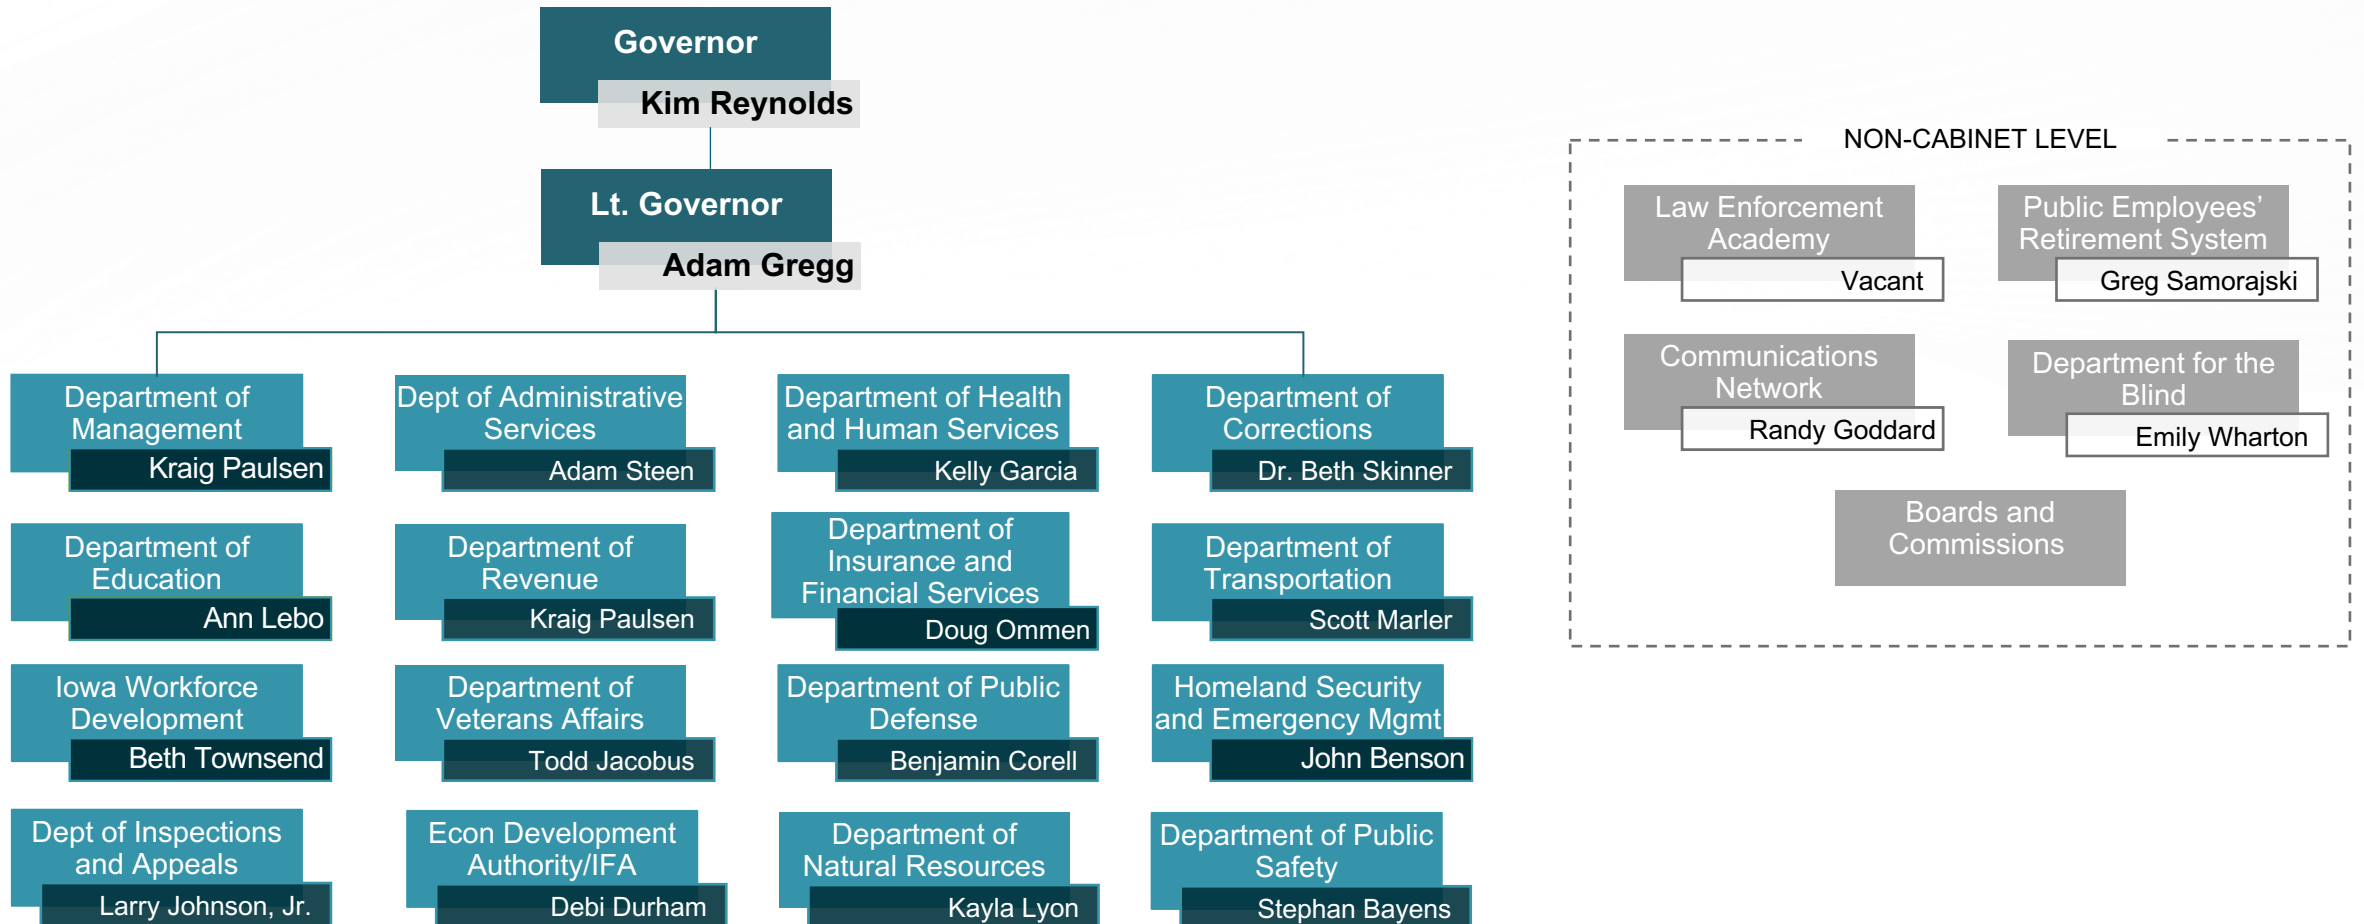 Governor
Kim Reynolds
Lt. Governor
Adam Gregg
Department of
Management
Kraig Paulsen
Dept of Administrative
Services
Adam Steen
Department of Health
and Human Services
Kelly Garcia
Department of
Corrections
Dr. Beth Skinner
Department of
Education
Ann Lebo
Department of
Revenue
Kraig Paulsen
Department of
Insurance and
Financial Services
Doug Ommen
Department of
Transportation
Scott Marler
Iowa Workforce
Development
Beth Townsend
Department of
Veterans Affairs
Todd Jacobus
Department of Public
Defense
Benjamin Corell
Homeland Security
and Emergency Mgmt
John Benson
Dept of Inspections
and Appeals
Larry Johnson, Jr.
Econ Development
Authority/IFA
Debi Durham
Department of
Natural Resources
Kayla Lyon
Department of Public
Safety
Stephan Bayens
NON-CABINET LEVEL
Law Enforcement
Academy
Vacant
Public Employees’
Retirement System
Greg Samorajski
Communications
Network
Randy Goddard
Department for the
Blind
Emily Wharton
Boards and
Commissions